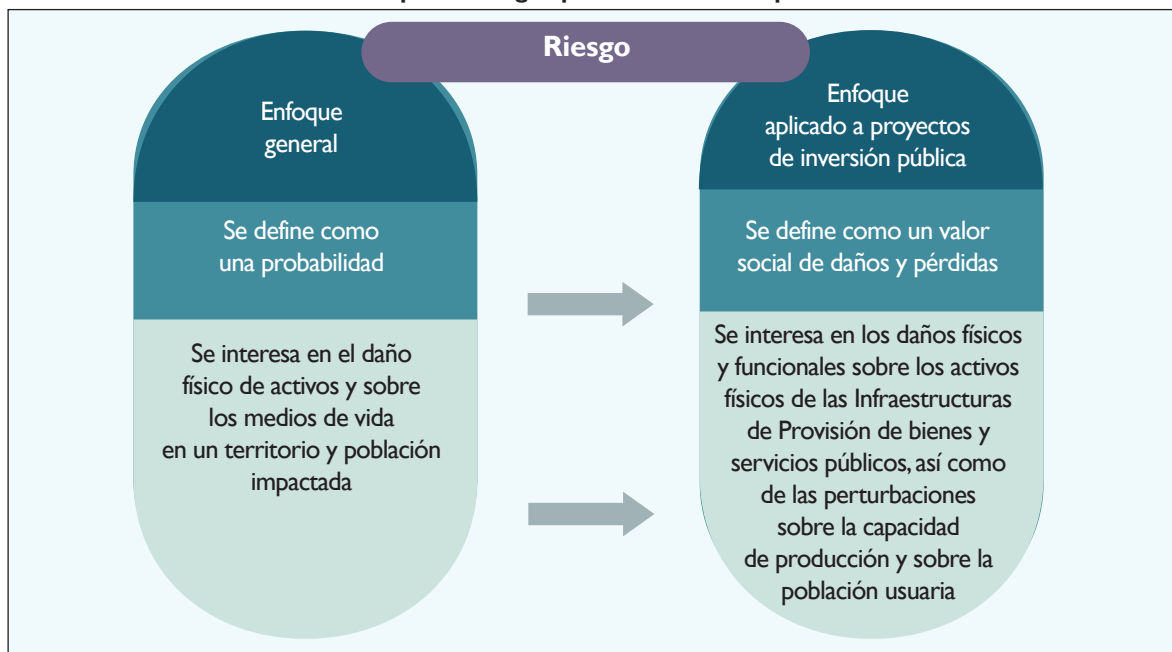 Riesgo
Enfoque
general
Se define como
una probabilidad
Se interesa en el daño
físico de activos y sobre
los medios de vida
en un territorio y población
impactada
Enfoque
aplicado a proyectos
de inversión pública
Se define como un valor
social de daños y pérdidas
Se interesa en los daños físicos
y funcionales sobre los activos
físicos de las Infraestructuras
de Provisión de bienes y
servicios públicos, así como
de las perturbaciones
sobre la capacidad
de producción y sobre la
población usuaria